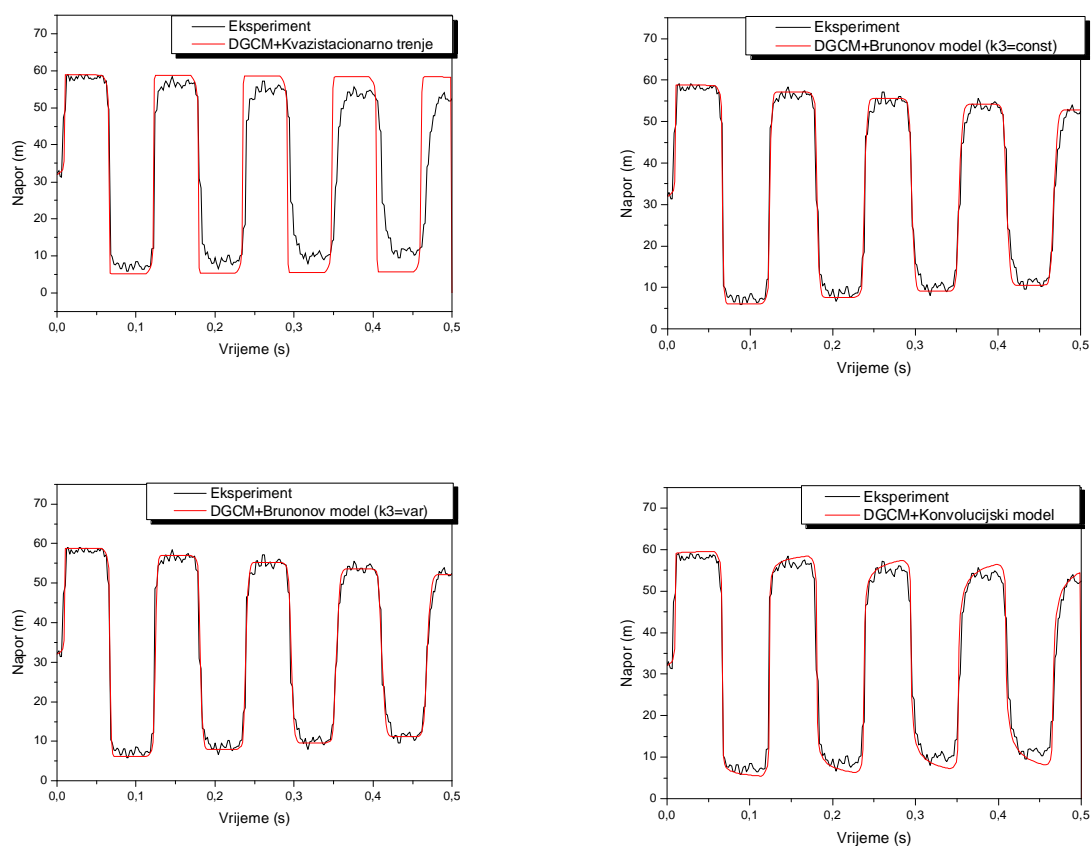 Eksperiment
DGCM+Kvazistacionarno trenje
70
60
50
40
30
20
10
0
Napor (m)
0,0 0,1 0,2 0,3 0,4 0,5
Vrijeme (s)
Eksperiment
DGCM+Brunonov model (k3=const)
70
60
50
40
30
20
10
0
Napor (m)
0,0 0,1 0,2 0,3 0,4 0,5
Vrijeme (s)
Eksperiment
DGCM+Brunonov model (k3=var)
70
60
50
40
30
20
10
0
Napor (m)
0,0 0,1 0,2 0,3 0,4 0,5
Vrijeme (s)
Eksperiment
DGCM+Konvolucijski model
70
60
50
40
30
20
10
0
Napor (m)
0,0 0,1 0,2 0,3 0,4 0,5
Vrijeme (s)